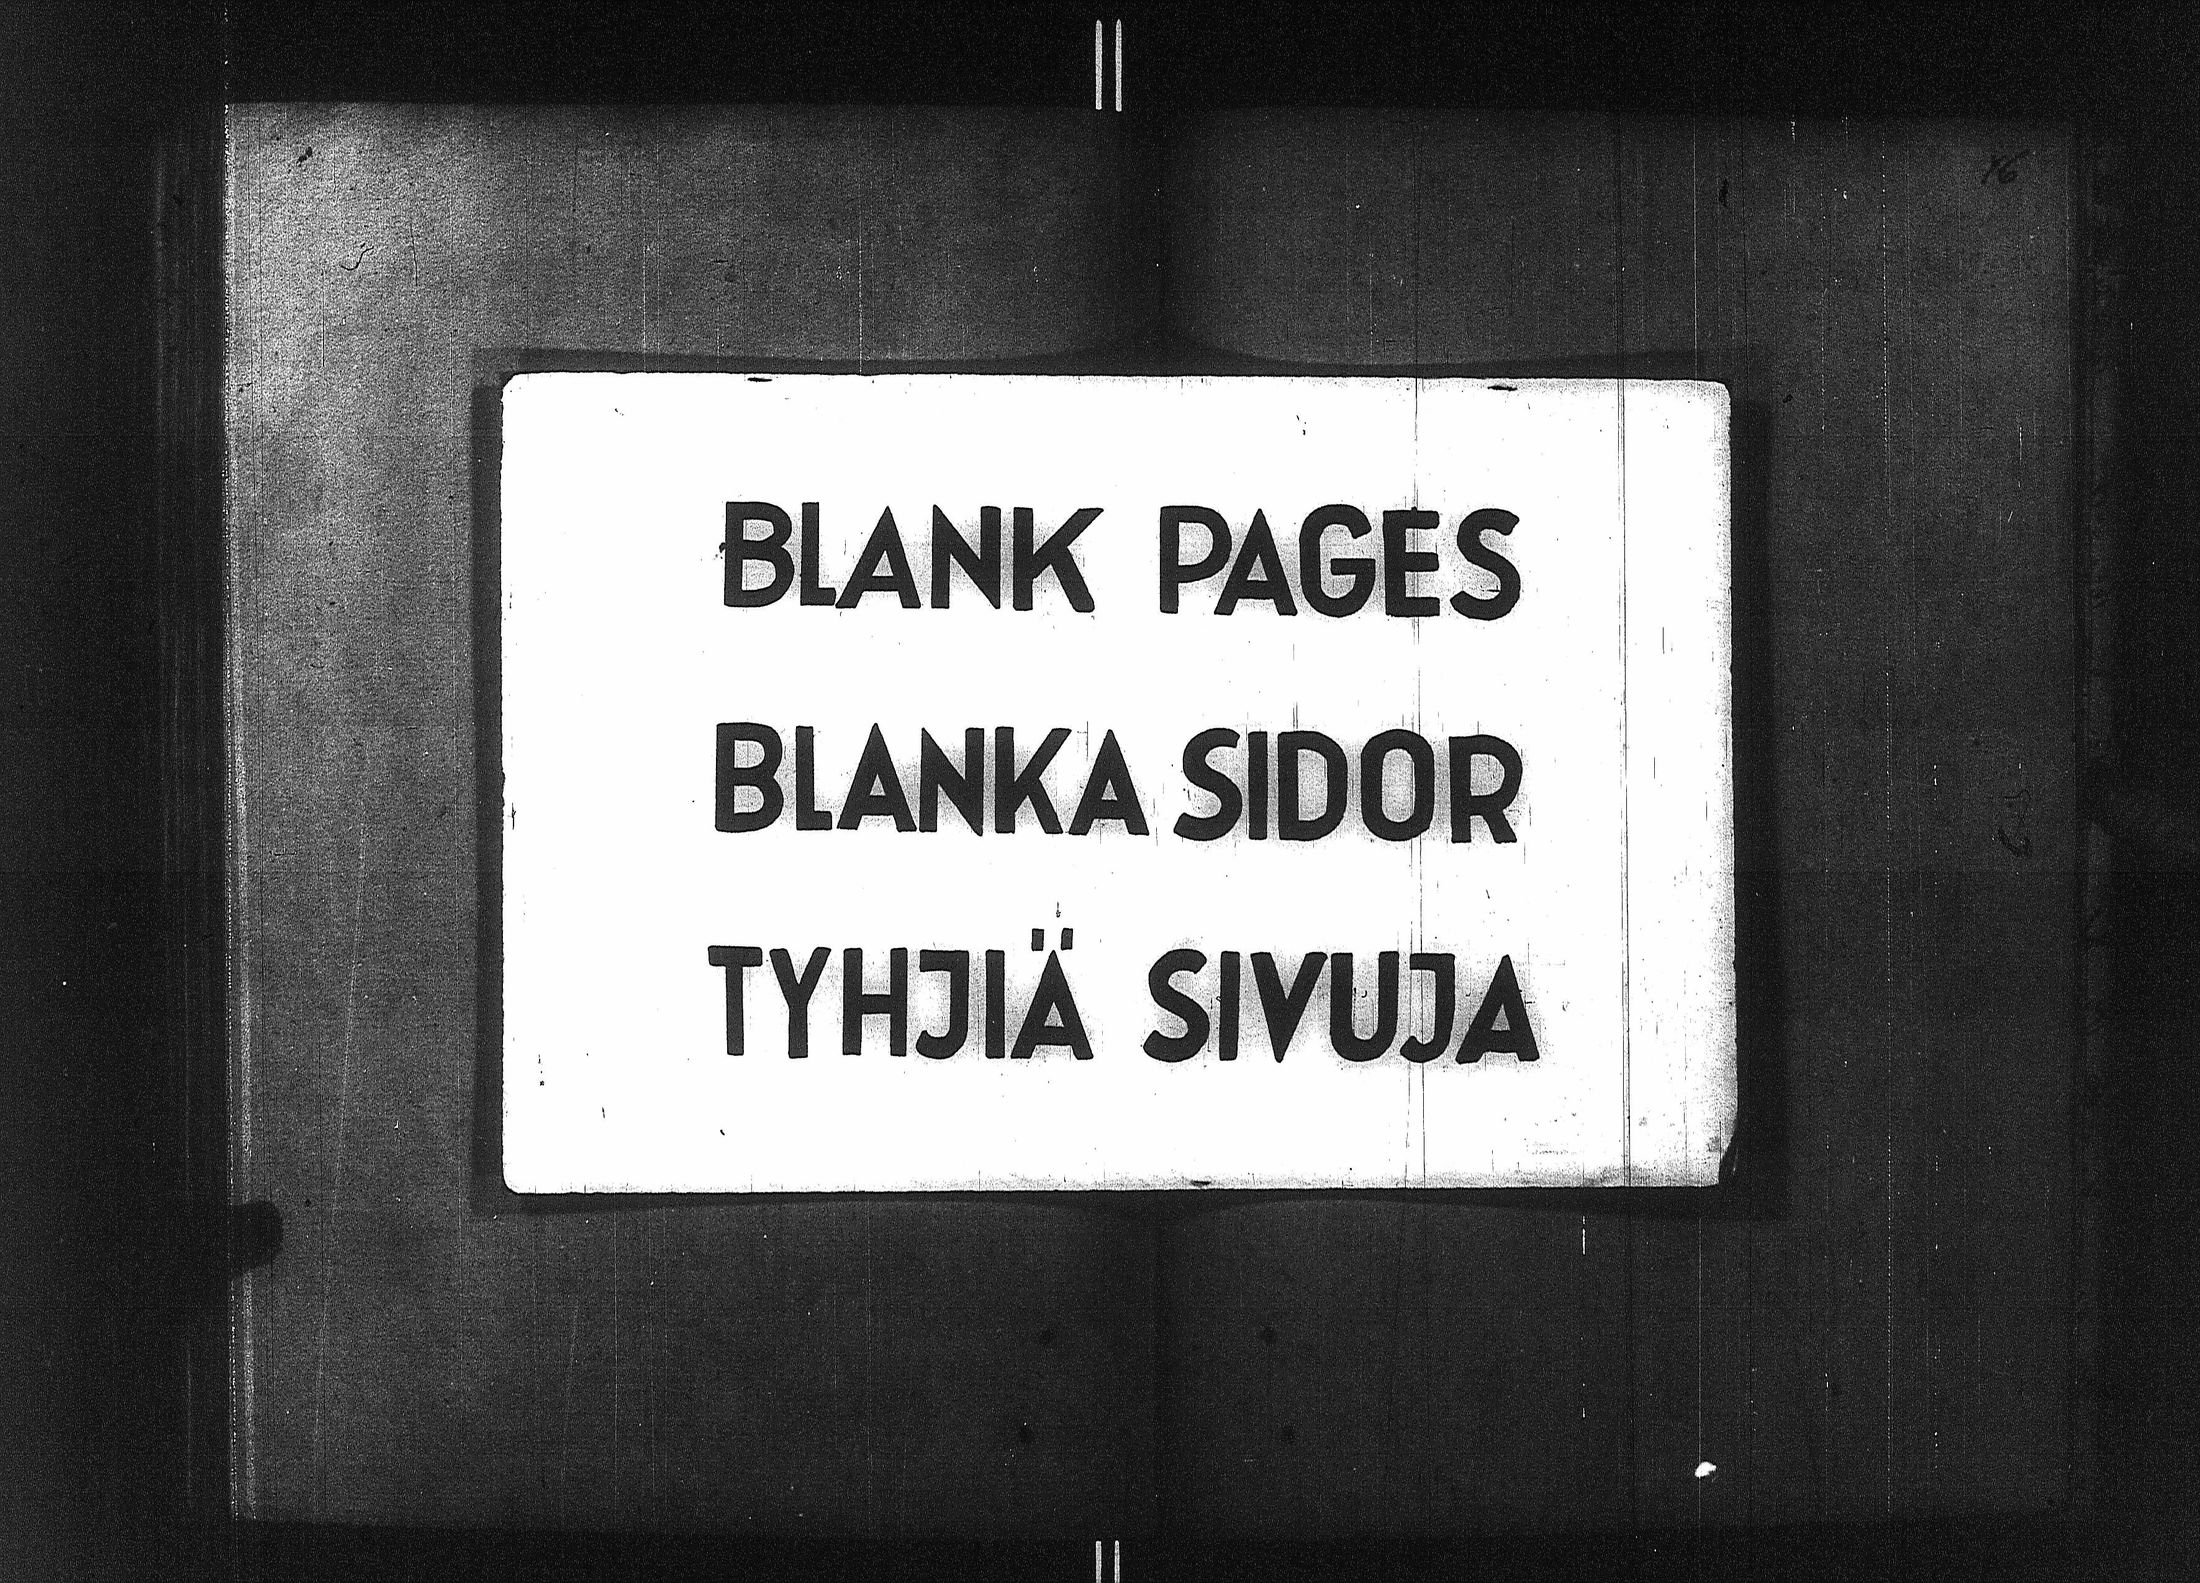 BLANK PAGES
BLANKA SIDOR
TYHJIÄ SIVUJA